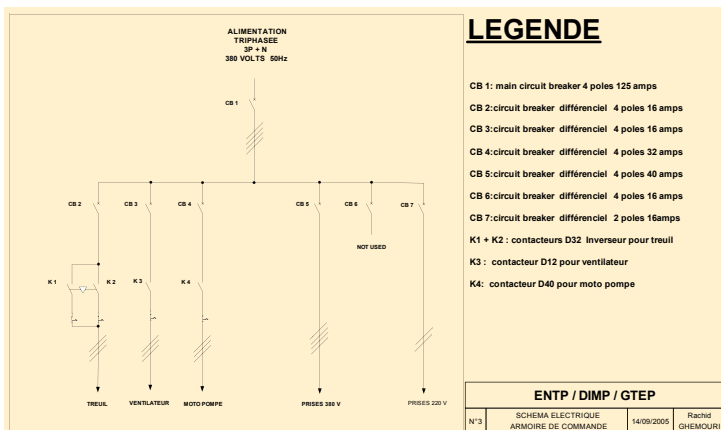 ALIMENTATION
TRIPHASEE
3P + N
380 VOLTS 50Hz
CB 1
CB 2
CB 3
CB 4
CB 5
CB 6
CB 7
NOT USED
K 1
K 2
K 3
K 4
TREUIL
VENTILATEUR
MOTO POMPE
PRISES 380 V
PRISES 220 V
LEGENDE
CB 1: main circuit breaker 4 poles 125 amps
CB 2:circuit breaker différenciel 4 poles 16 amps
CB 3:circuit breaker différenciel 4 poles 16 amps
CB 4:circuit breaker différenciel 4 poles 32 amps
CB 5:circuit breaker différenciel 4 poles 40 amps
CB 6:circuit breaker différenciel 4 poles 16 amps
CB 7:circuit breaker différenciel 2 poles 16amps
K1 + K2 : contacteurs D32 Inverseur pour treuil
K3 : contacteur D12 pour ventilateur
K4: contacteur D40 pour moto pompe
ENTP / DIMP / GTEP
N°3
SCHEMA ELECTRIQUE
ARMOIRE DE COMMANDE
14/09/2005
Rachid
GHEMOURI